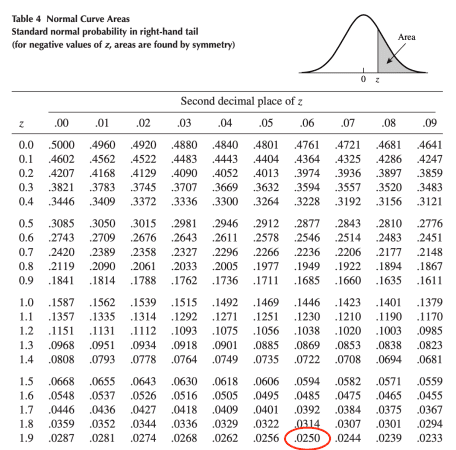 Table 4 Normal Curve Areas
Standard normal probability in right-hand tail
(for negative values of z, areas are found by symmetry)
Area
0 z
Second decimal place of z
z .00 .01 .02 .03 .04 .05 .06 .07 .08 .09
0.0 .5000 .4960 .4920 .4880 .4840 .4801 .4761 .4721 .4681 .4641
0.1 .4602 .4562 .4522 .4483 .4443 .4404 .4364 .4325 .4286 .4247
0.2 .4207 .4168 .4129 .4090 .4052 .4013 .3974 .3936 .3897 .3859
0.3 .3821 .3783 .3745 .3707 .3669 .3632 .3594 .3557 .3520 .3483
0.4 .3446 .3409 .3372 .3336 .3300 .3264 .3228 .3192 .3156 .3121
0.5 .3085 .3050 .3015 .2981 .2946 .2912 .2877 .2843 .2810 .2776
0.6 .2743 .2709 .2676 .2643 .2611 .2578 .2546 .2514 .2483 .2451
0.7 .2420 .2389 .2358 .2327 .2296 .2266 .2236 .2206 .2177 .2148
0.8 .2119 .2090 .2061 .2033 .2005 .1977 .1949 .1922 .1894 .1867
0.9 .1841 .1814 .1788 .1762 .1736 .1711 .1685 .1660 .1635 .1611
1.0 .1587 .1562 .1539 .1515 .1492 .1469 .1446 .1423 .1401 .1379
1.1 .1357 .1335 .1314 .1292 .1271 .1251 .1230 .1210 .1190 .1170
1.2 .1151 .1131 .1112 .1093 .1075 .1056 .1038 .1020 .1003 .0985
1.3 .0968 .0951 .0934 .0918 .0901 .0885 .0869 .0853 .0838 .0823
1.4 .0808 .0793 .0778 .0764 .0749 .0735 .0722 .0708 .0694 .0681
1.5 .0668 .0655 .0643 .0630 .0618 .0606 .0594 .0582 .0571 .0559
1.6 .0548 .0537 .0526 .0516 .0505 .0495 .0485 .0475 .0465 .0455
1.7 .0446 .0436 .0427 .0418 .0409 .0401 .0392 .0384 .0375 .0367
1.8 .0359 .0352 .0344 .0336 .0329 .0322 .0314 .0307 .0301 .0294
1.9 .0287 .0281 .0274 .0268 .0262 .0256 .0250 .0244 .0239 .0233